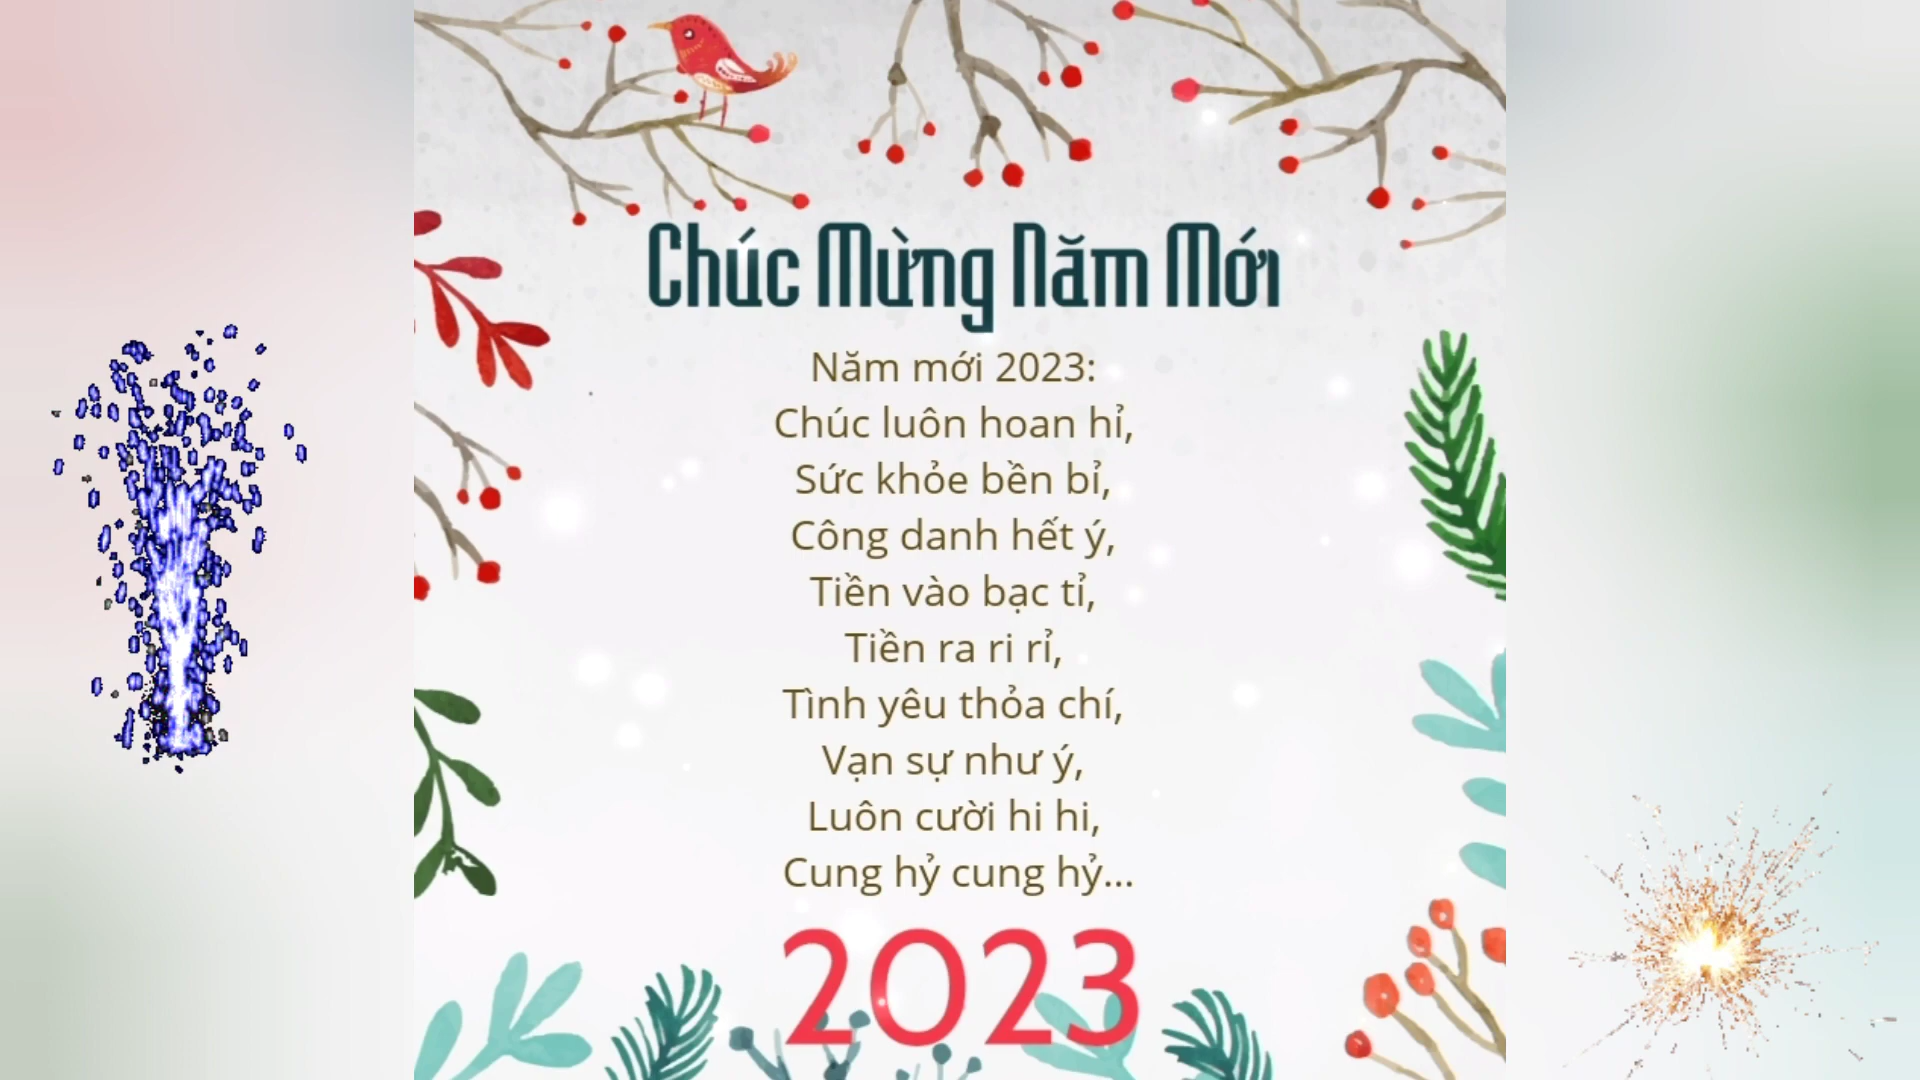 Chúc Mừng Năm Mới
Năm mới 2023:
Chúc luôn hoan hỉ,
Sức khỏe bền bỉ,
Công danh hết ý,
Tiền vào bạc tỉ,
Tiền ra ri rỉ,
Tình yêu thỏa chí,
Vạn sự như ý,
Luôn cười hi hi,
Cung hỷ cung hỷ...
2023